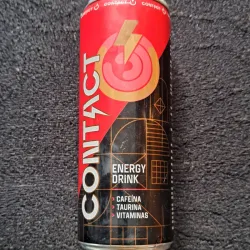 CONTACT
ENERGY
DRINK
CAFEÍNA
TAURINA
VITAMINAS